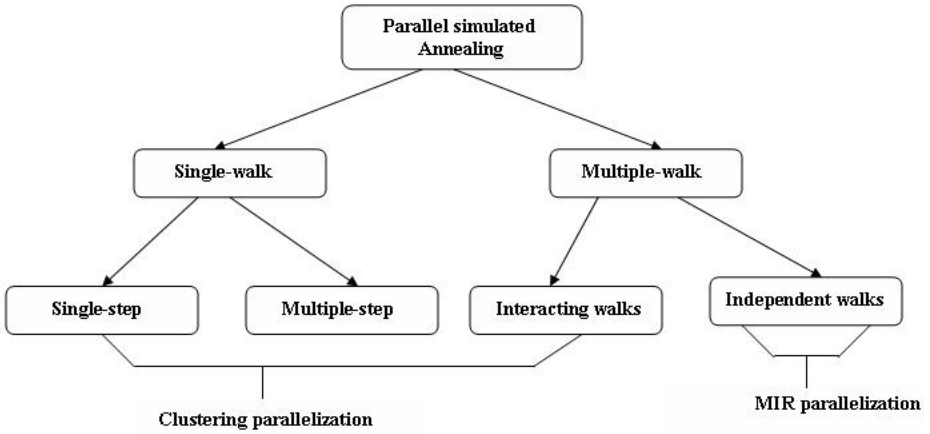 Parallel simulated
Annealing
Single-walk
Multiple-walk
Single-step
Multiple-step
Interacting walks
Independent walks
Clustering parallelization
MIR parallelization